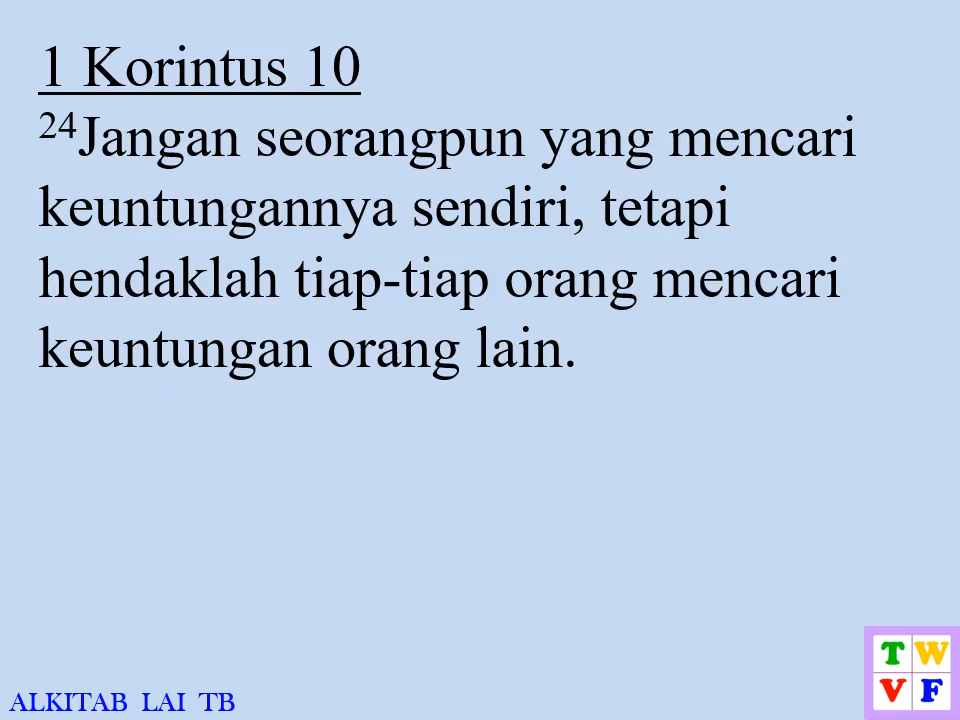 1 Korintus 10
24Jangan seorangpun yang mencari
keuntungannya sendiri, tetapi
hendaklah tiap-tiap orang mencari
keuntungan orang lain.
ALKITAB LAI TB
T W
V F